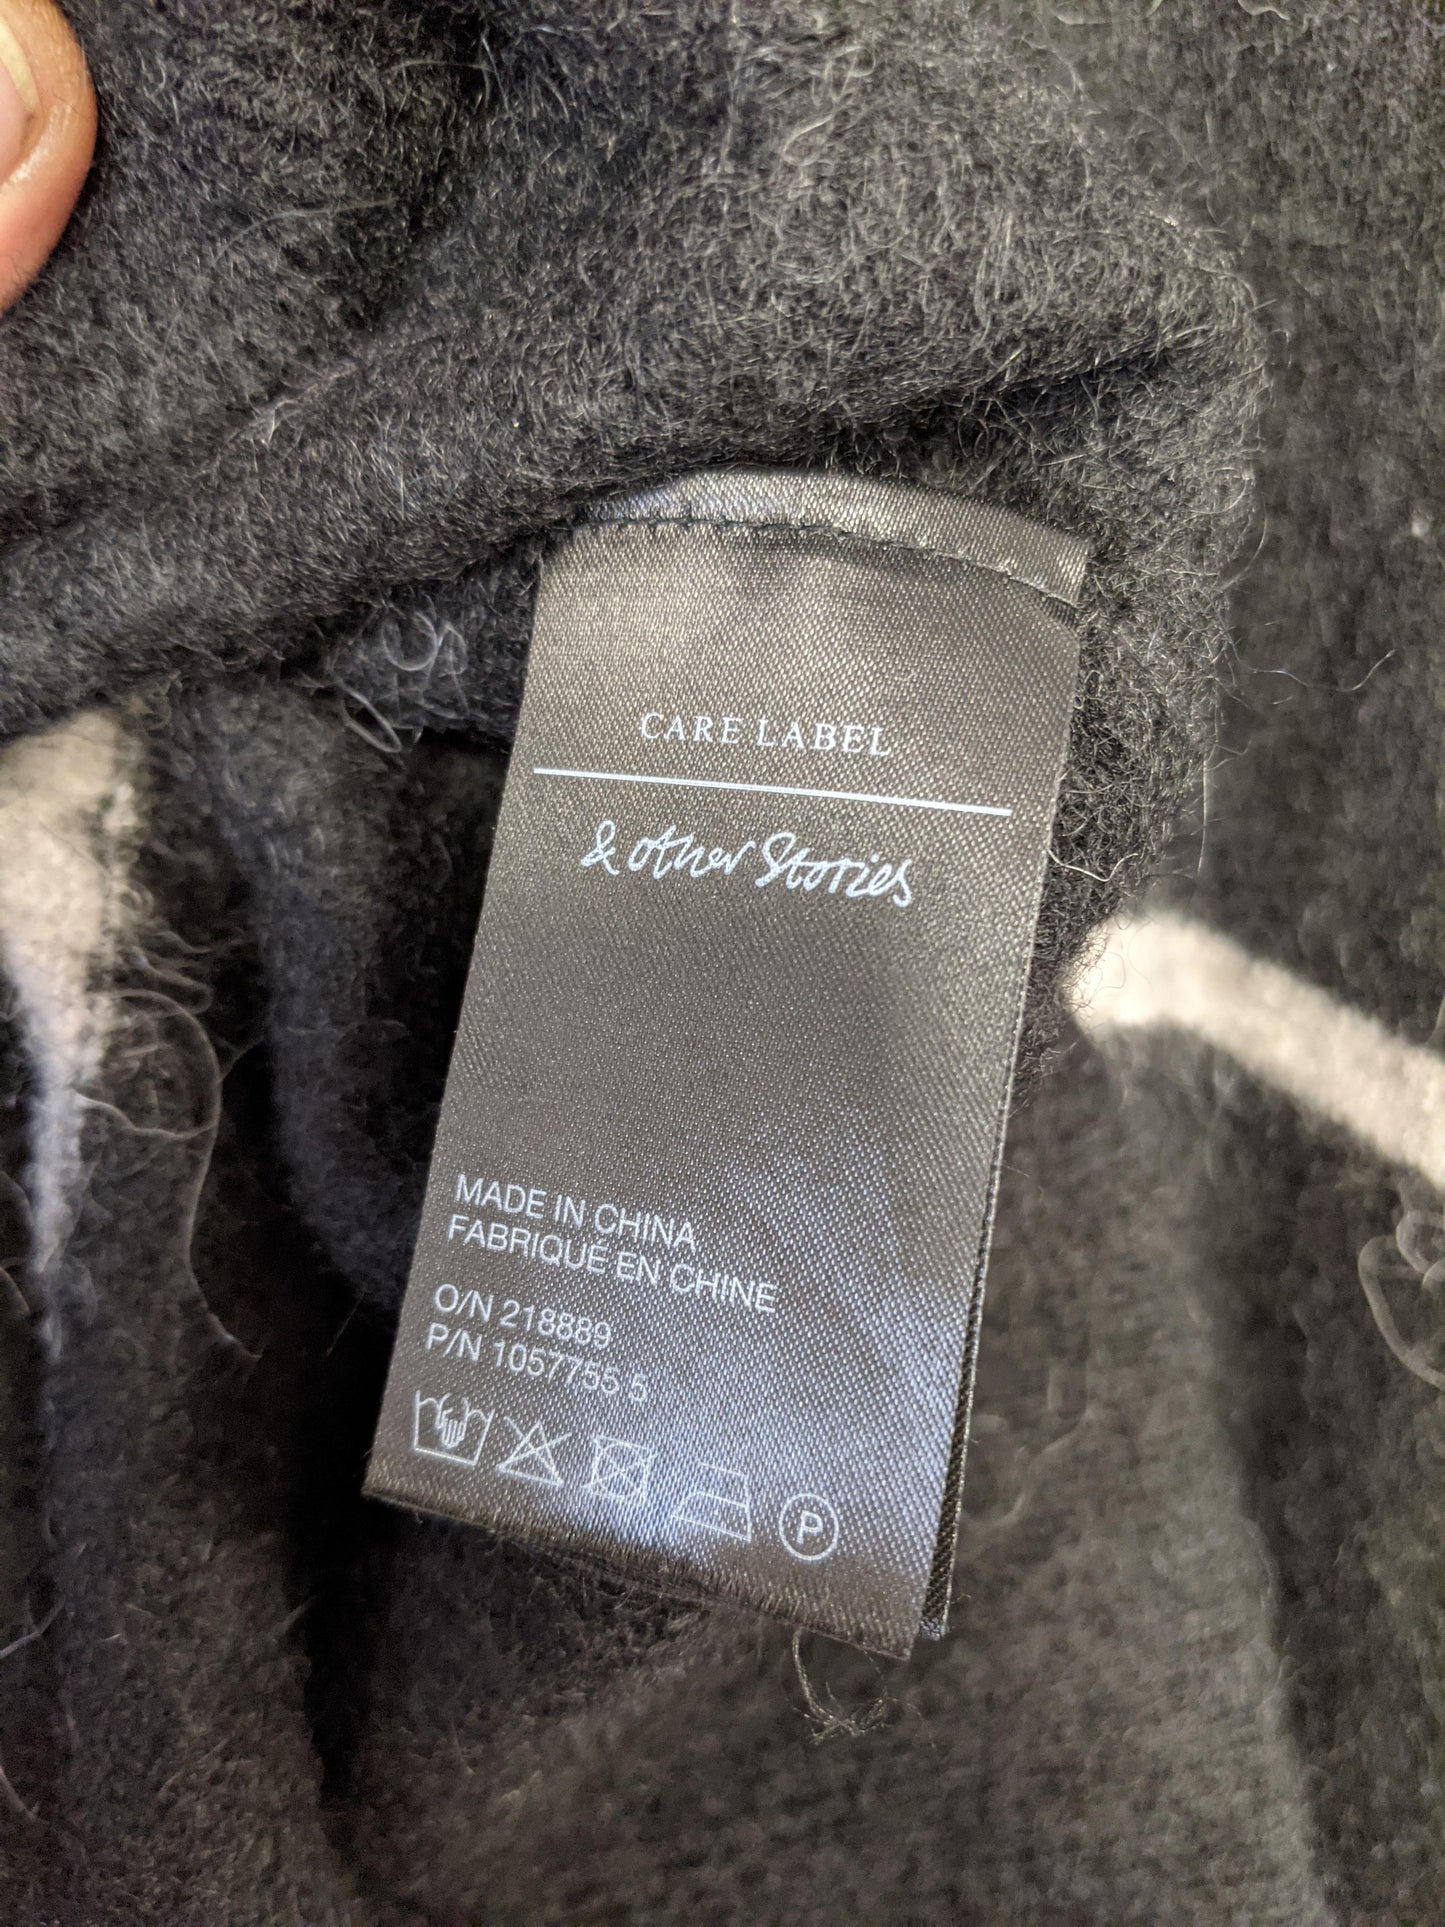 CARE LABEL
& other Stories
MADE IN CHINA
FABRIQUÉ EN CHINE
O/N 218889
P/N 1057755 5
P